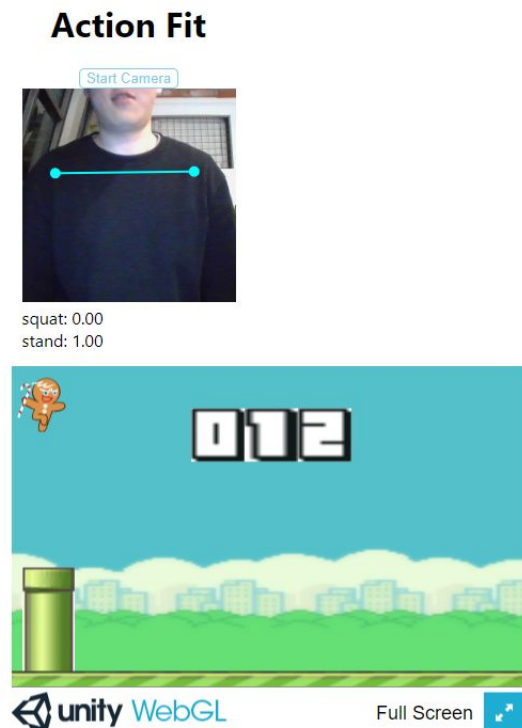 Action Fit
Start Camera
squat: 0.00
stand: 1.00
012
unity WebGL
Full Screen